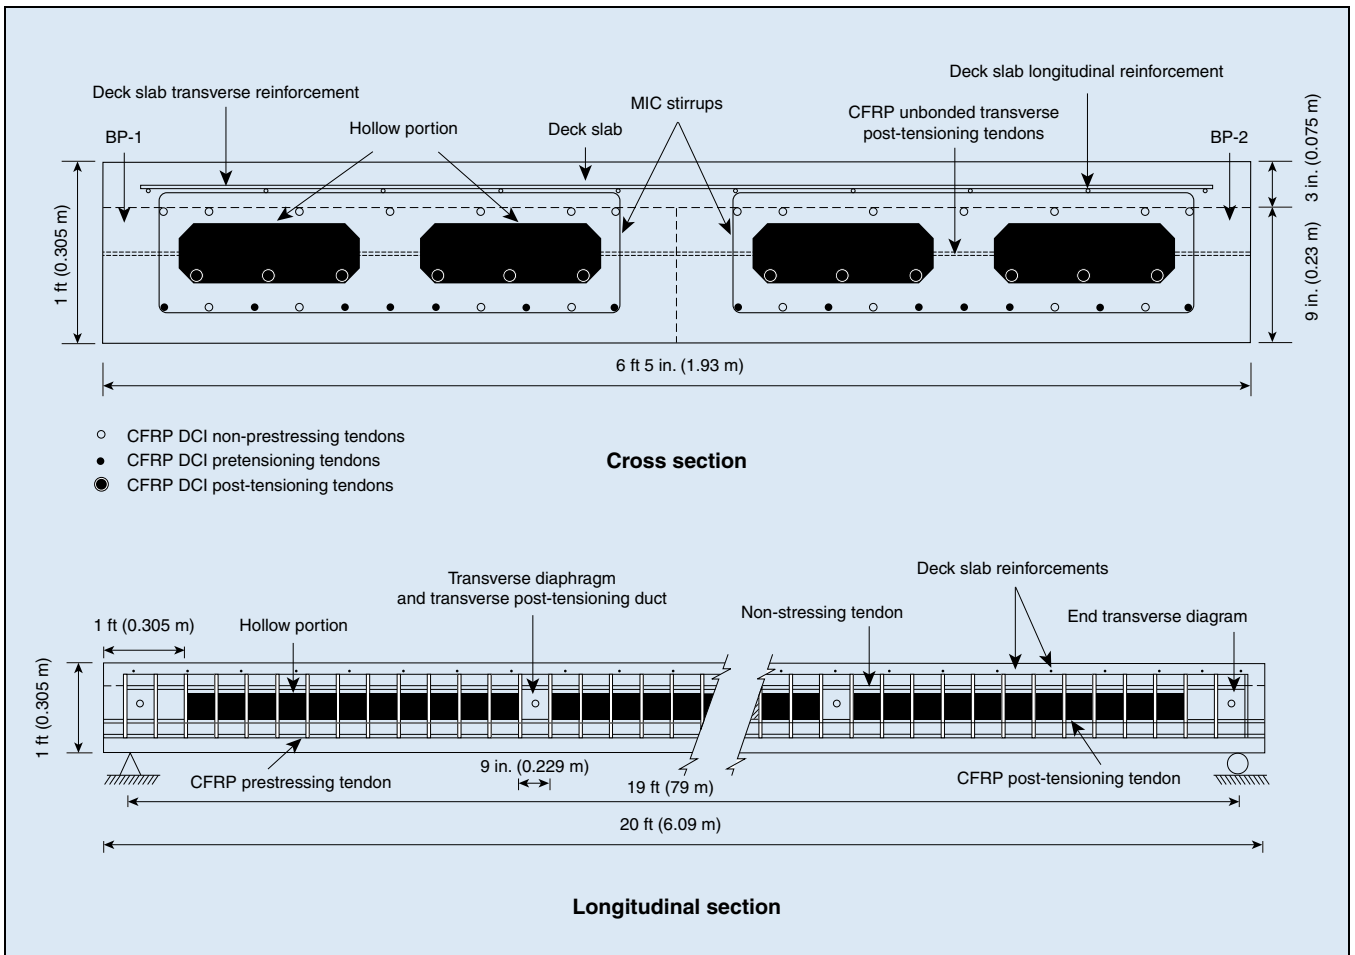 Deck slab longitudinal reinforcement
Deck slab transverse reinforcement
MIC stirrups
CFRP unbonded transverse
post-tensioning tendons
BP-1
Hollow portion
Deck slab
BP-2
3 in. (0.075 m)
1 ft (0.305 m)
9 in. (0.23 m)
6 ft 5 in. (1.93 m)
CFRP DCI non-prestressing tendons
CFRP DCI pretensioning tendons
CFRP DCI post-tensioning tendons
Cross section
Transverse diaphragm
and transverse post-tensioning duct
Deck slab reinforcements
1 ft (0.305 m)
Hollow portion
Non-stressing tendon
End transverse diagram
1 ft (0.305 m)
CFRP prestressing tendon
9 in. (0.229 m)
CFRP post-tensioning tendon
19 ft (79 m)
20 ft (6.09 m)
Longitudinal section